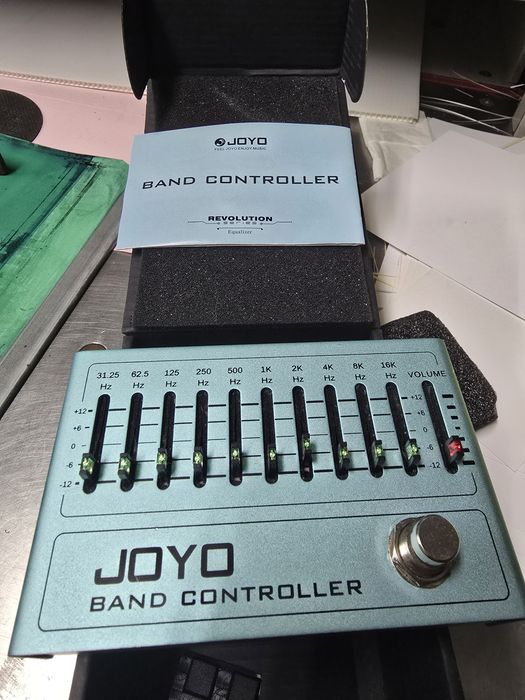 JOYO
FEEL JOYO ENJOY MUSIC
BAND CONTROLLER
REVOLUTION
SERIES
Equalizer
31.25 62.5 125 250 500 1K 2K 4K 8K 16K
Hz Hz Hz Hz Hz Hz Hz Hz Hz Hz
VOLUME
+12 +12
+6 +6
0 0
-6 -6
-12 -12
JOYO
BAND CONTROLLER